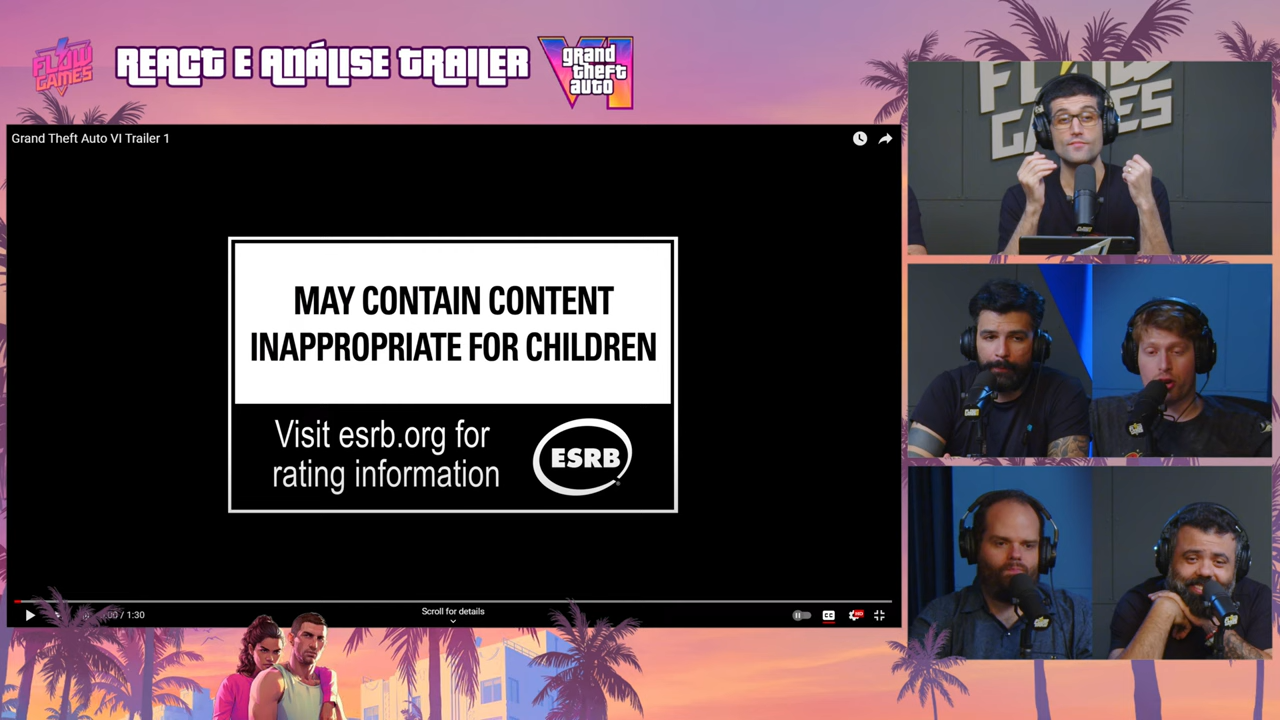 FLOW
GAMES
REACT E ANÁLISE TRAILER
grand
theft
auto
VI
Grand Theft Auto VI Trailer 1
MAY CONTAIN CONTENT
INAPPROPRIATE FOR CHILDREN
Visit esrb.org for
rating information
ESRB
/ 1:30
Scroll for details
CC
HD
FLOW
GAMES